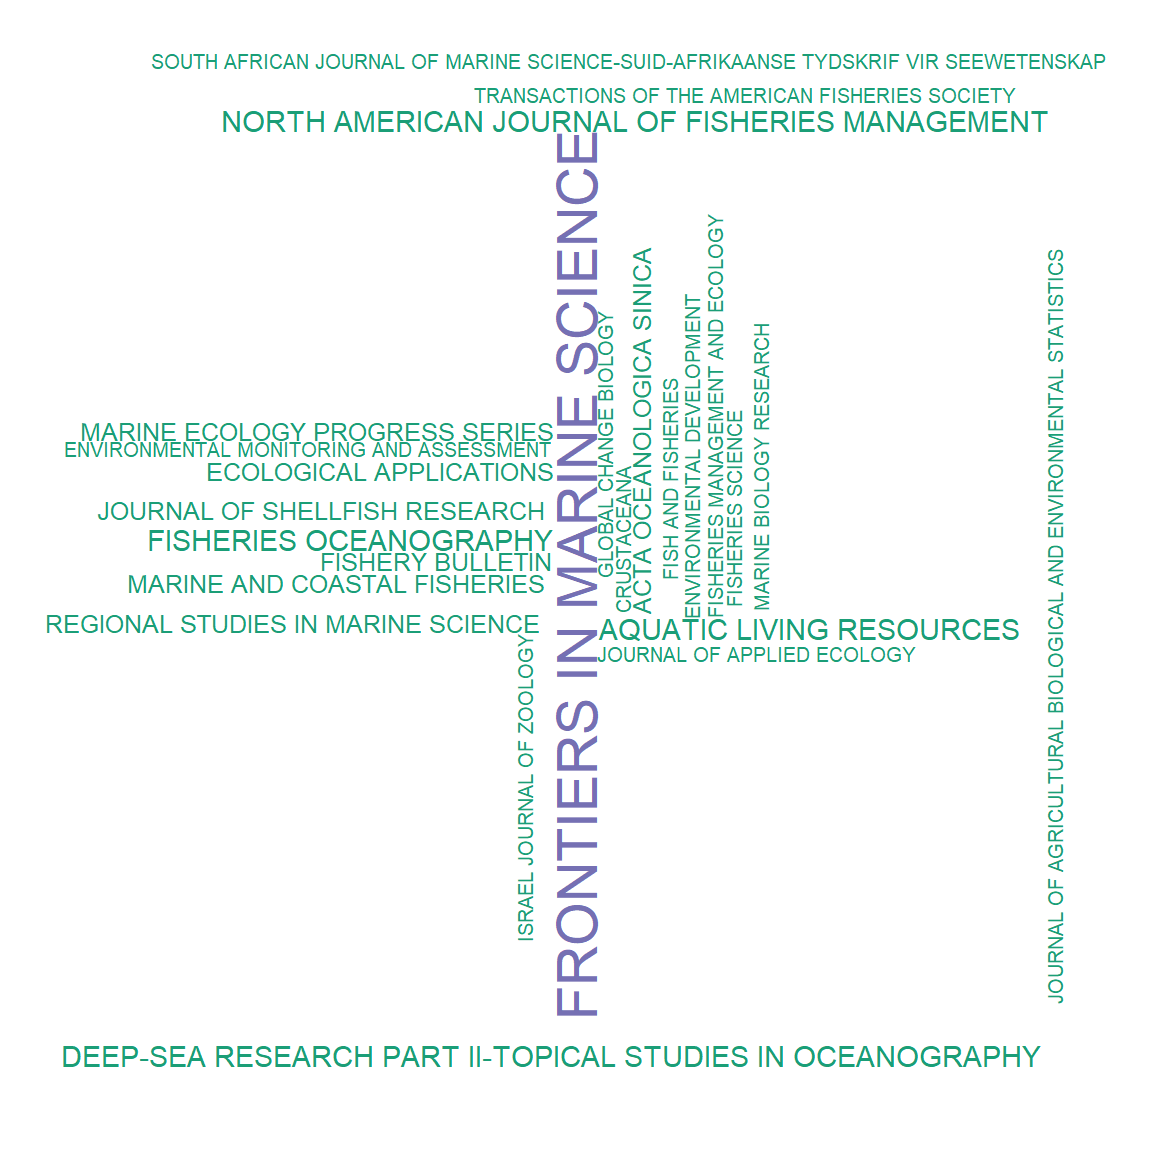 SOUTH AFRICAN JOURNAL OF MARINE SCIENCE-SUID-AFRIKAANSE TYDSKRIF VIR SEEWETENSKAP
TRANSACTIONS OF THE AMERICAN FISHERIES SOCIETY
NORTH AMERICAN JOURNAL OF FISHERIES MANAGEMENT
FRONTIERS IN MARINE SCIENCE
MARINE ECOLOGY PROGRESS SERIES
ENVIRONMENTAL MONITORING AND ASSESSMENT
ECOLOGICAL APPLICATIONS
JOURNAL OF SHELLFISH RESEARCH
FISHERIES OCEANOGRAPHY
FISHERY BULLETIN
MARINE AND COASTAL FISHERIES
REGIONAL STUDIES IN MARINE SCIENCE
ISRAEL JOURNAL OF ZOOLOGY
GLOBAL CHANGE BIOLOGY
CRUSTACEANA
ACTA OCEANOLOGICA SINICA
FISH AND FISHERIES
ENVIRONMENTAL DEVELOPMENT
FISHERIES MANAGEMENT AND ECOLOGY
FISHERIES SCIENCE
MARINE BIOLOGY RESEARCH
AQUATIC LIVING RESOURCES
JOURNAL OF APPLIED ECOLOGY
JOURNAL OF AGRICULTURAL BIOLOGICAL AND ENVIRONMENTAL STATISTICS
DEEP-SEA RESEARCH PART II-TOPICAL STUDIES IN OCEANOGRAPHY